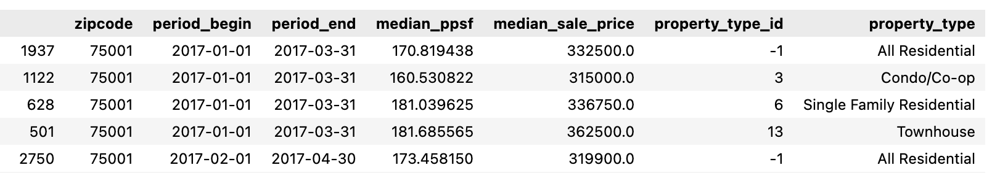 zipcode period_begin period_end median_ppsf median_sale_price property_type_id property_type
1937 75001 2017-01-01 2017-03-31 170.819438 332500.0 -1 All Residential
1122 75001 2017-01-01 2017-03-31 160.530822 315000.0 3 Condo/Co-op
628 75001 2017-01-01 2017-03-31 181.039625 336750.0 6 Single Family Residential
501 75001 2017-01-01 2017-03-31 181.685565 362500.0 13 Townhouse
2750 75001 2017-02-01 2017-04-30 173.458150 319900.0 -1 All Residential